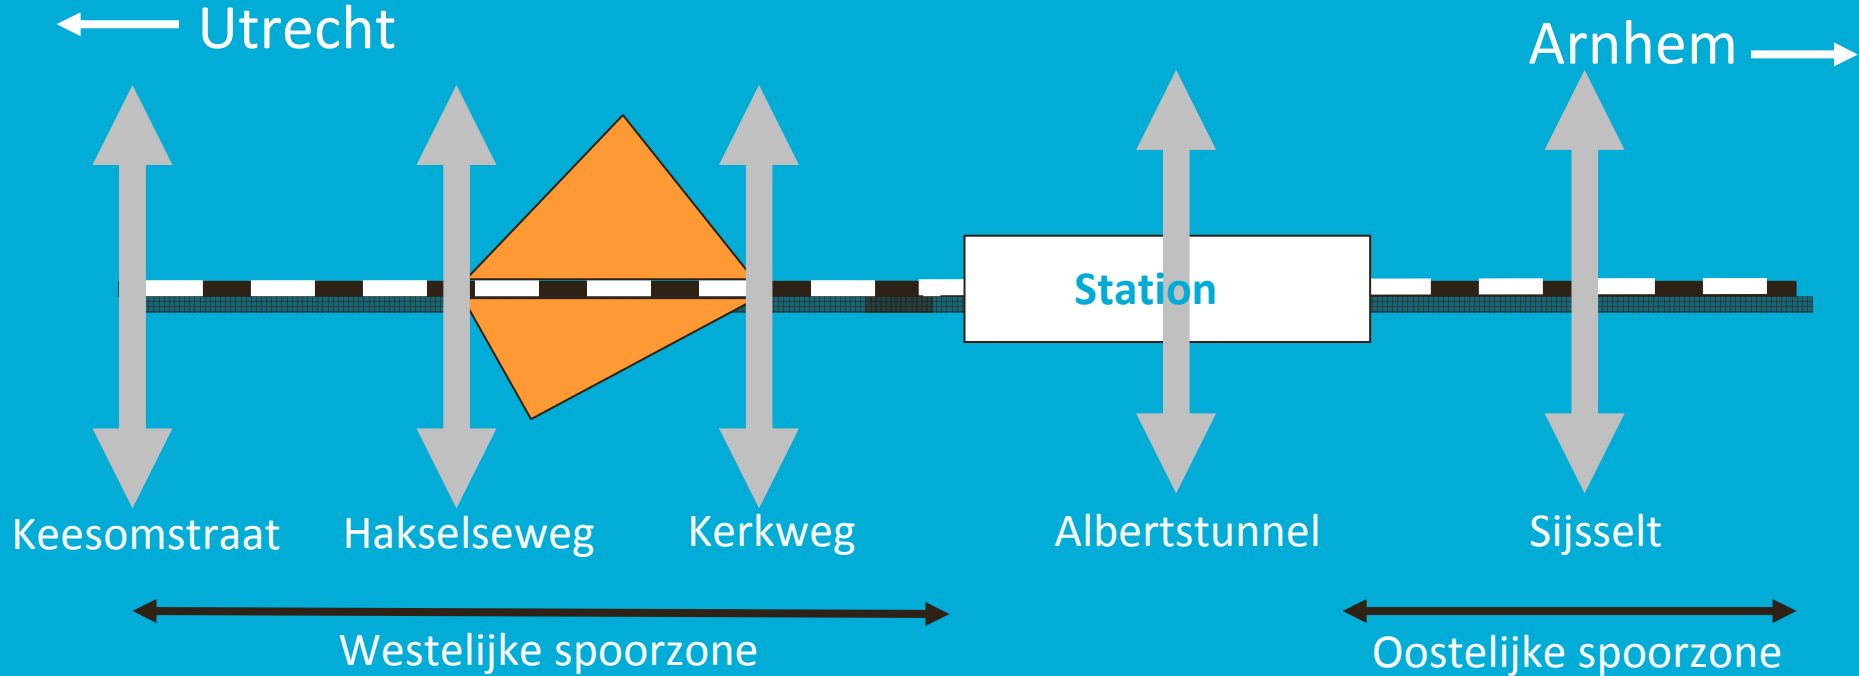 Utrecht
Arnhem
Station
Keesomstraat
Hakselseweg
Kerkweg
Albertstunnel
Sijsselt
Westelijke spoorzone
Oostelijke spoorzone